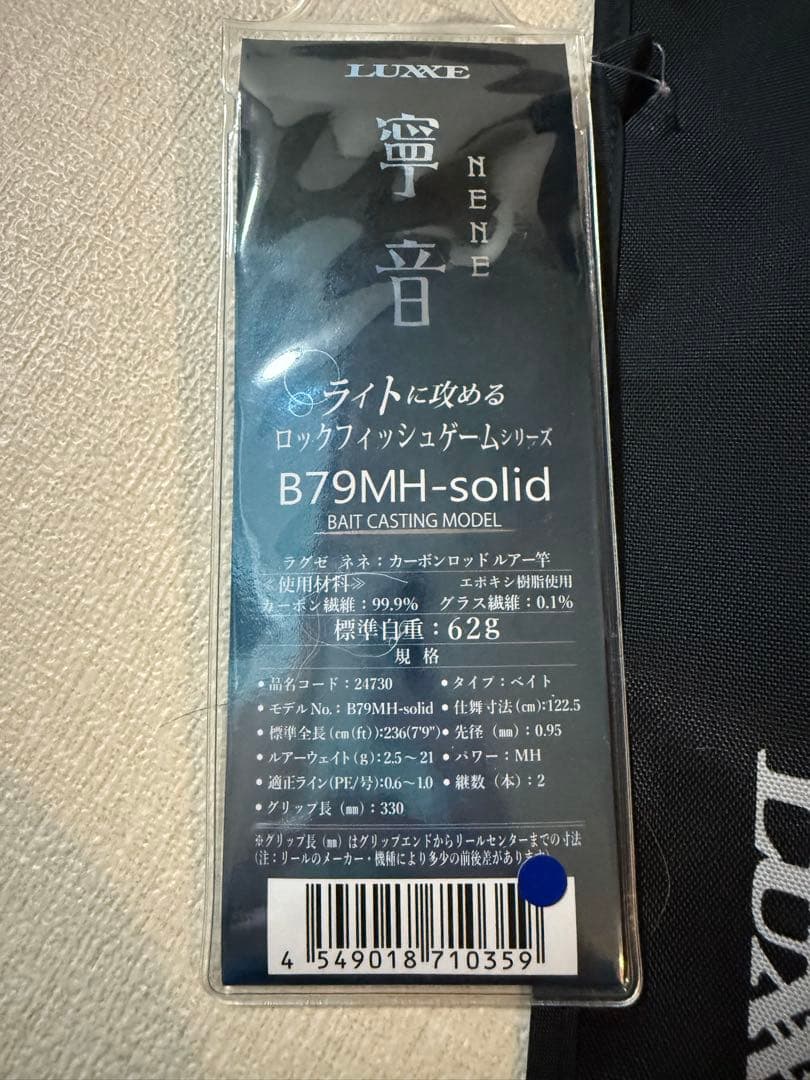 LUXXE
寧音
NENE
ライトに攻める
ロックフィッシュゲームシリーズ
B79MH-solid
BAIT CASTING MODEL
ラグゼ ネネ:カーボンロッド ルアー竿
≪使用材料≫ エポキシ樹脂使用
カーボン繊維:99.9% グラス繊維:0.1%
標準自重:62g
規格
•品名コード:24730 •タイプ:ベイト
•モデルNo.:B79MH-solid •仕舞寸法(cm):122.5
•標準全長(cm(ft)):236(7'9") •先径(㎜):0.95
•ルアーウェイト(g):2.5〜21 •パワー:MH
•適正ライン(PE/号):0.6〜1.0 •継数(本):2
•グリップ長(㎜):330
※グリップ長(㎜)はグリップエンドからリールセンターまでの寸法
(注:リールのメーカー・機種により多少の前後差があります)
4 549018 710359
LUXXE